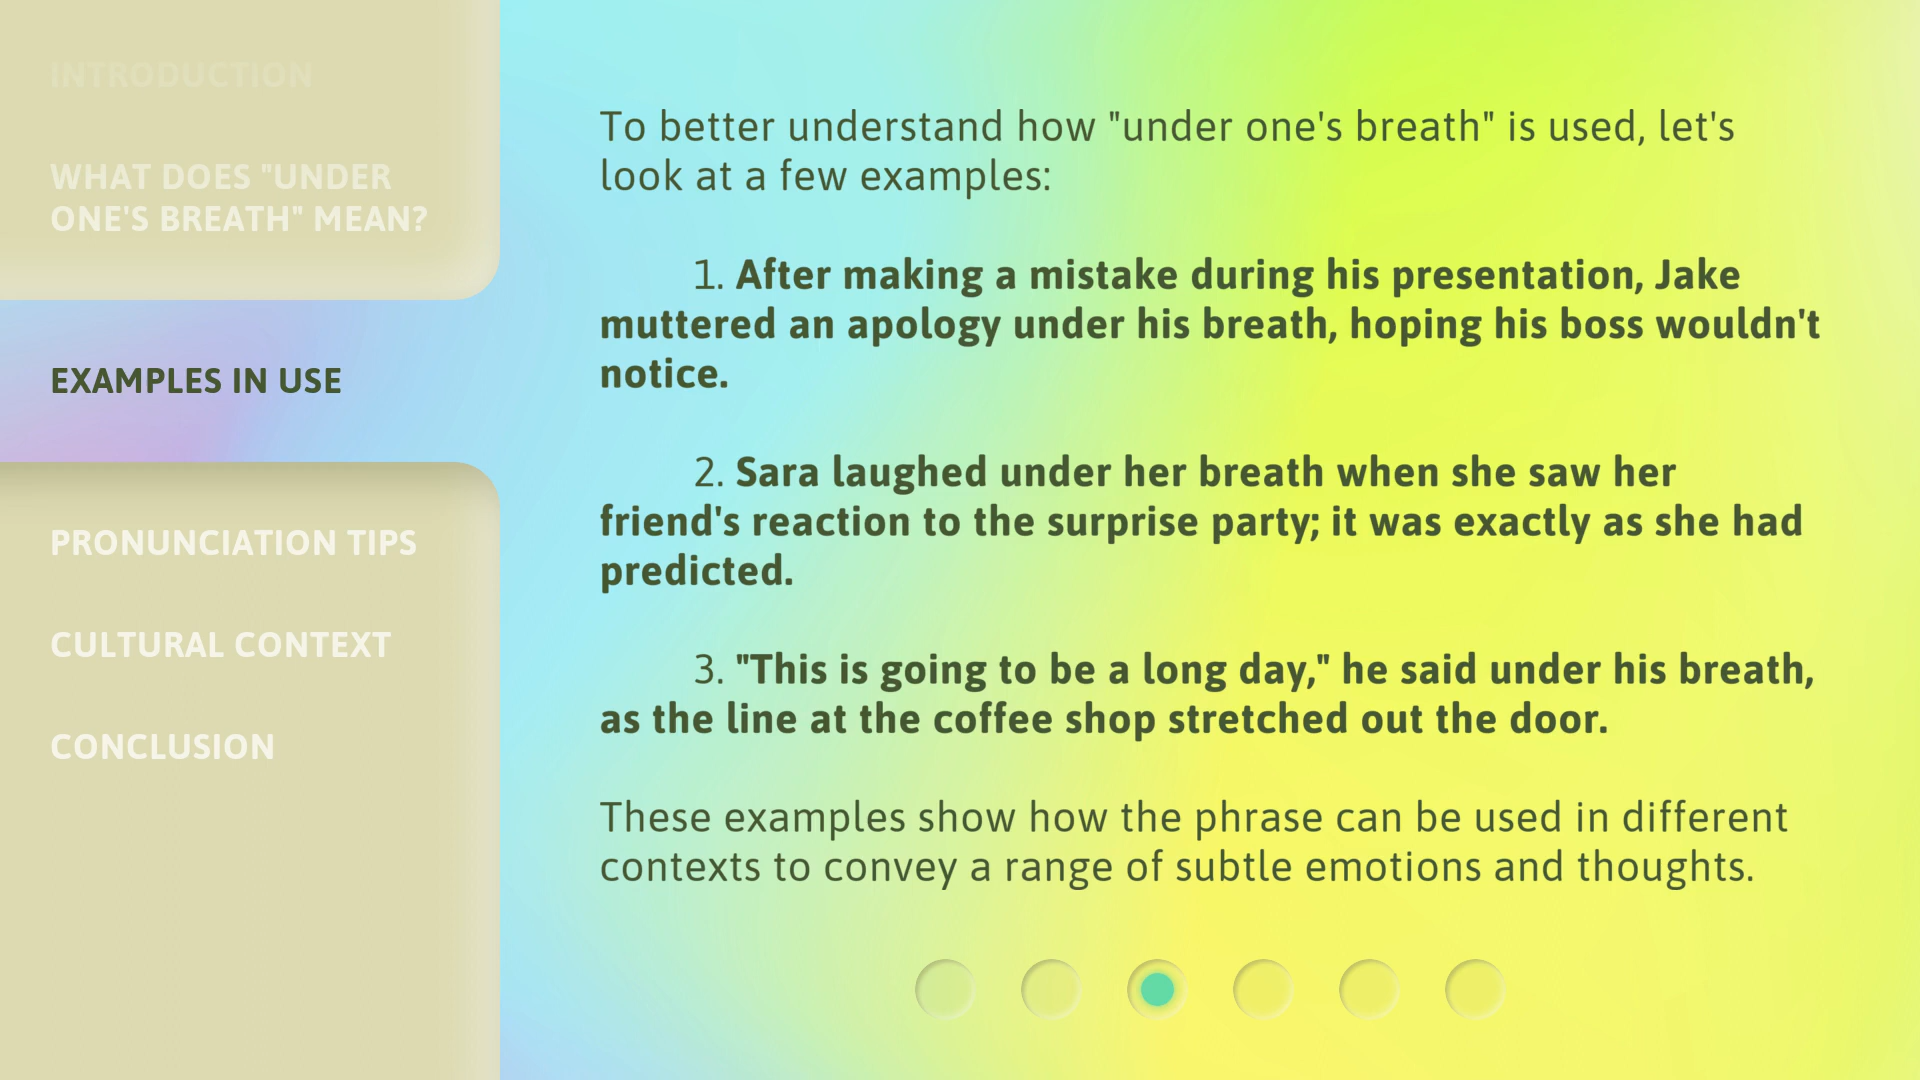 INTRODUCTION
WHAT DOES "UNDER
ONE'S BREATH" MEAN?
EXAMPLES IN USE
PRONUNCIATION TIPS
CULTURAL CONTEXT
CONCLUSION
To better understand how "under one's breath" is used, let's
look at a few examples:
1. After making a mistake during his presentation, Jake
muttered an apology under his breath, hoping his boss wouldn't
notice.
2. Sara laughed under her breath when she saw her
friend's reaction to the surprise party; it was exactly as she had
predicted.
3. "This is going to be a long day," he said under his breath,
as the line at the coffee shop stretched out the door.
These examples show how the phrase can be used in different
contexts to convey a range of subtle emotions and thoughts.